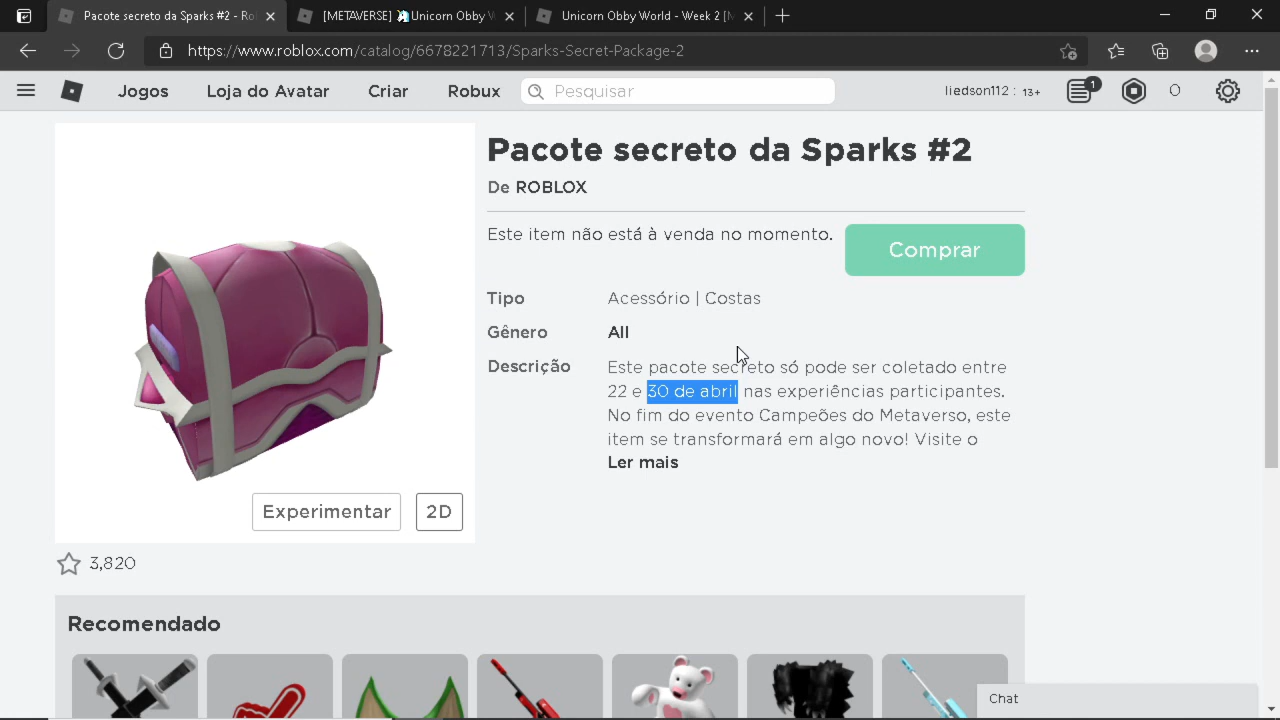 Pacote secreto da Sparks #2 - Ro
[METAVERSE] Unicorn Obby W
Unicorn Obby World - Week 2 [M
https://www.roblox.com/catalog/6678221713/Sparks-Secret-Package-2
Jogos
Loja do Avatar
Criar
Robux
Pesquisar
liedson112 : 13+
1
0
Pacote secreto da Sparks #2
De ROBLOX
Este item não está à venda no momento.
Comprar
Tipo
Acessório | Costas
Gênero
All
Descrição
Este pacote secreto só pode ser coletado entre
22 e 30 de abril nas experiências participantes.
No fim do evento Campeões do Metaverso, este
item se transformará em algo novo! Visite o
Ler mais
Experimentar
2D
3,820
Recomendado
Chat